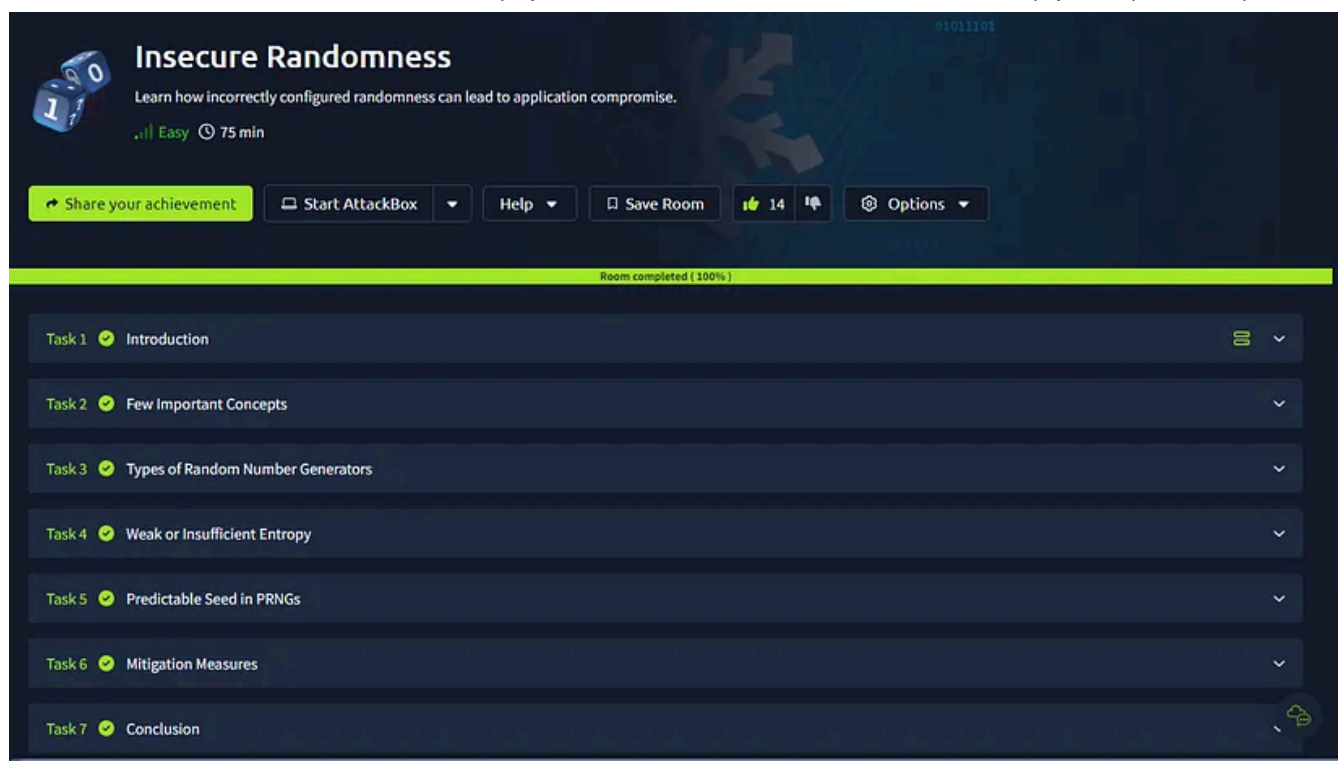 01011101
Insecure Randomness
Learn how incorrectly configured randomness can lead to application compromise.
Easy 75 min
Share your achievement Start AttackBox Help Save Room 14 Options
Room completed ( 100% )
Task 1 Introduction
Task 2 Few Important Concepts
Task 3 Types of Random Number Generators
Task 4 Weak or Insufficient Entropy
Task 5 Predictable Seed in PRNGs
Task 6 Mitigation Measures
Task 7 Conclusion